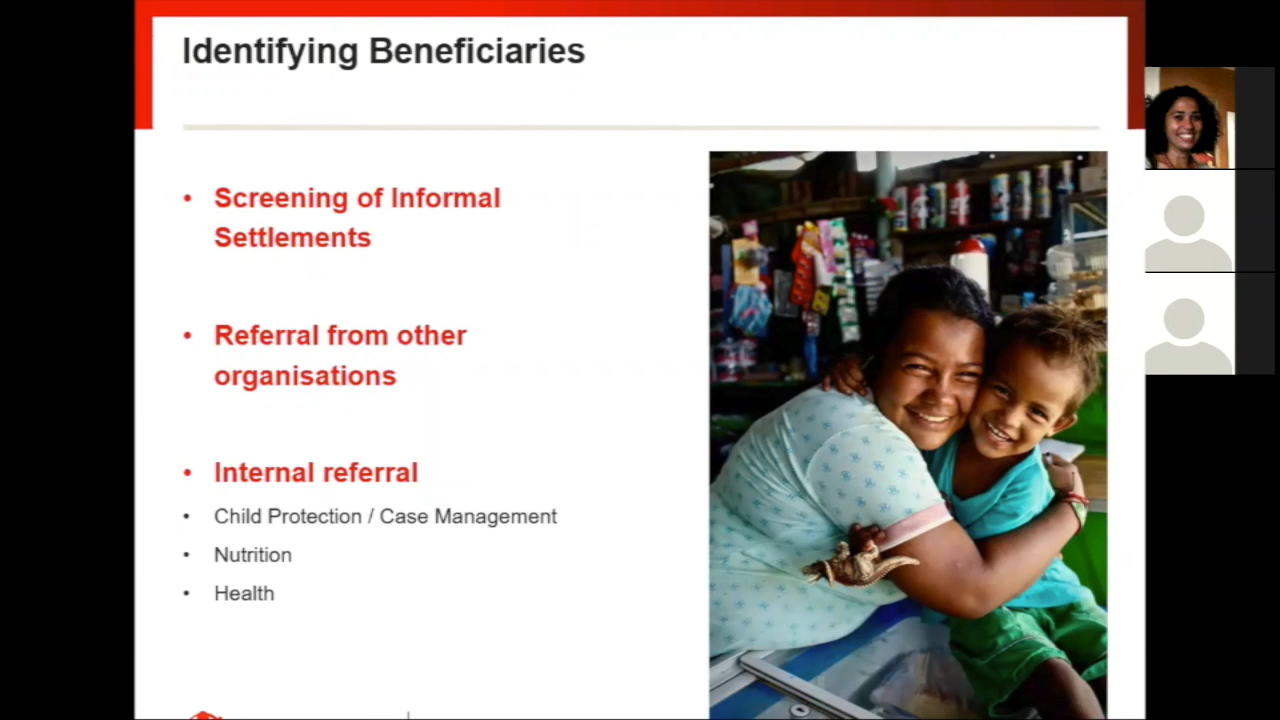 Identifying Beneficiaries
• Screening of Informal
Settlements
• Referral from other
organisations
• Internal referral
• Child Protection / Case Management
• Nutrition
• Health